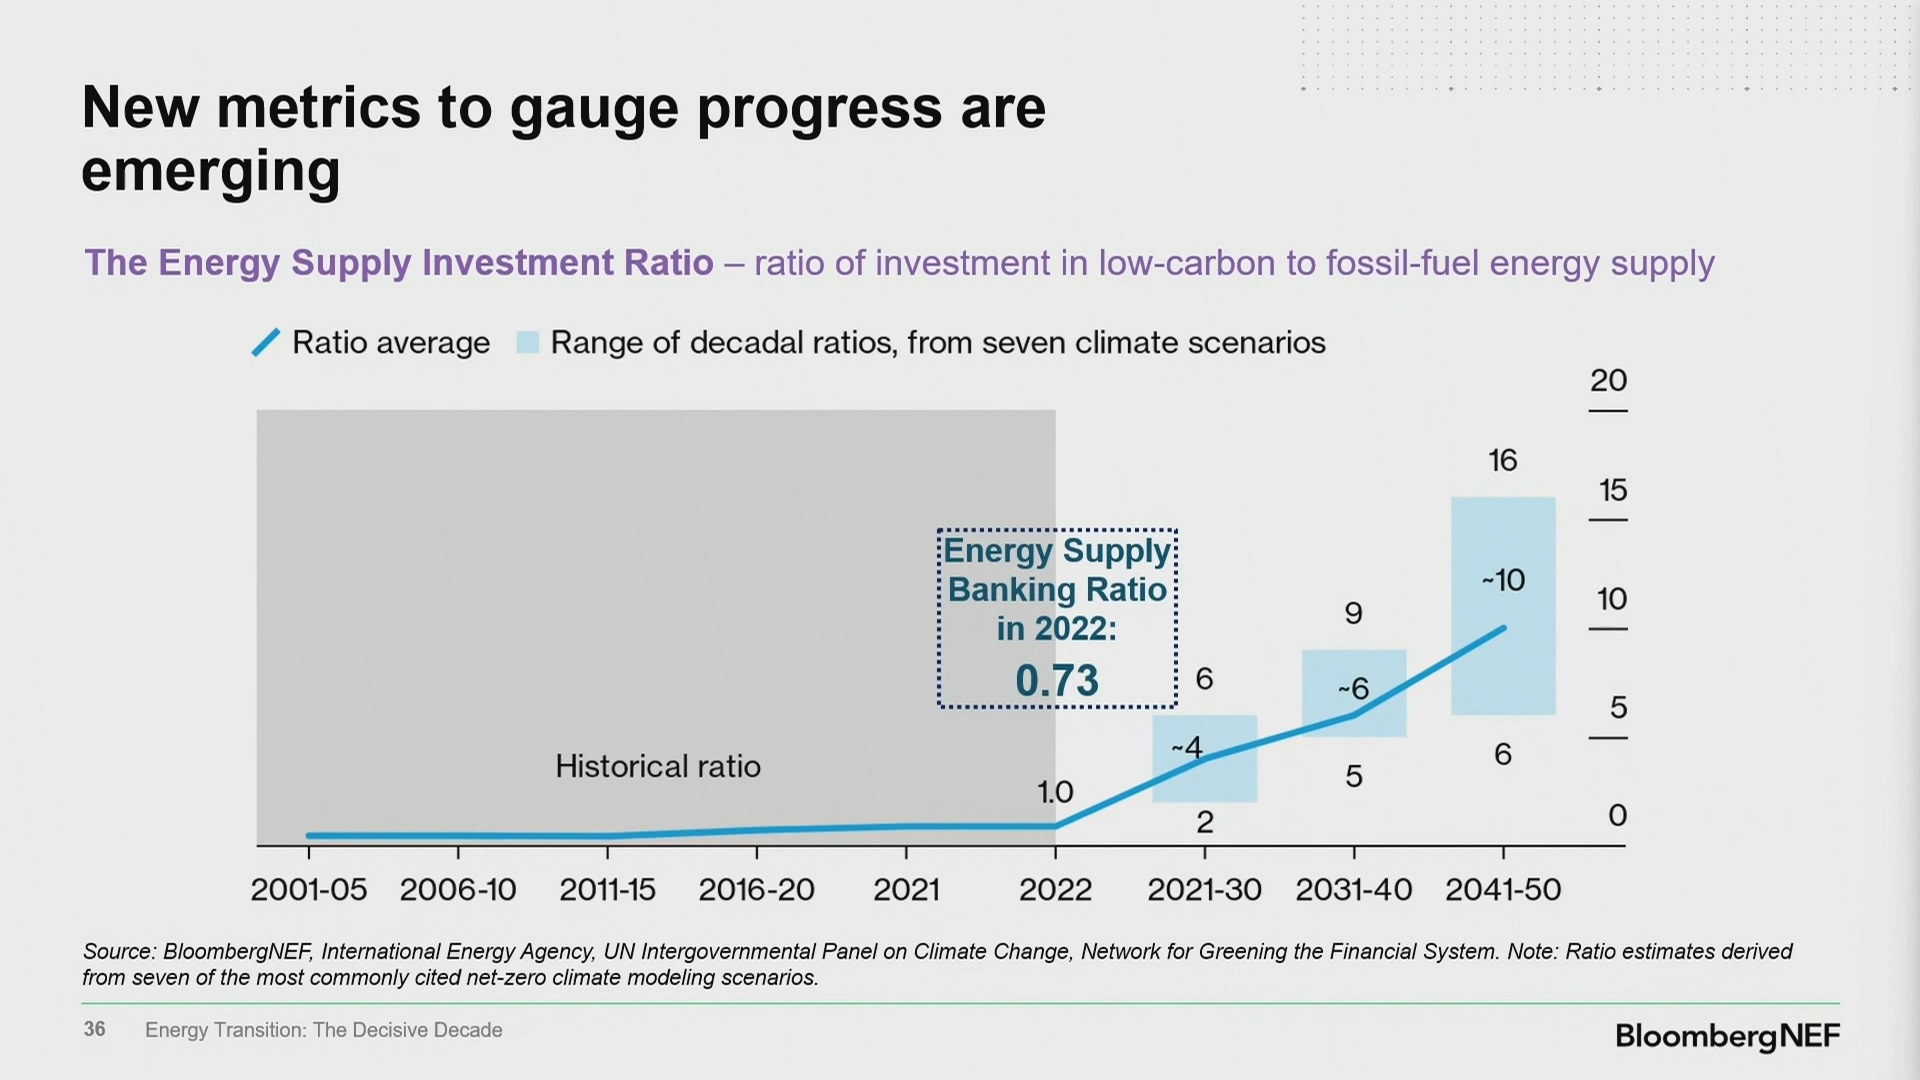 New metrics to gauge progress are
emerging
The Energy Supply Investment Ratio – ratio of investment in low-carbon to fossil-fuel energy supply
Ratio average
Range of decadal ratios, from seven climate scenarios
20
16
15
Energy Supply
Banking Ratio
in 2022:
0.73
~10
10
9
6
~6
5
~4
Historical ratio
1.0
5
6
2
0
2001-05 2006-10 2011-15 2016-20 2021 2022 2021-30 2031-40 2041-50
Source: BloombergNEF, International Energy Agency, UN Intergovernmental Panel on Climate Change, Network for Greening the Financial System. Note: Ratio estimates derived
from seven of the most commonly cited net-zero climate modeling scenarios.
36 Energy Transition: The Decisive Decade
BloombergNEF